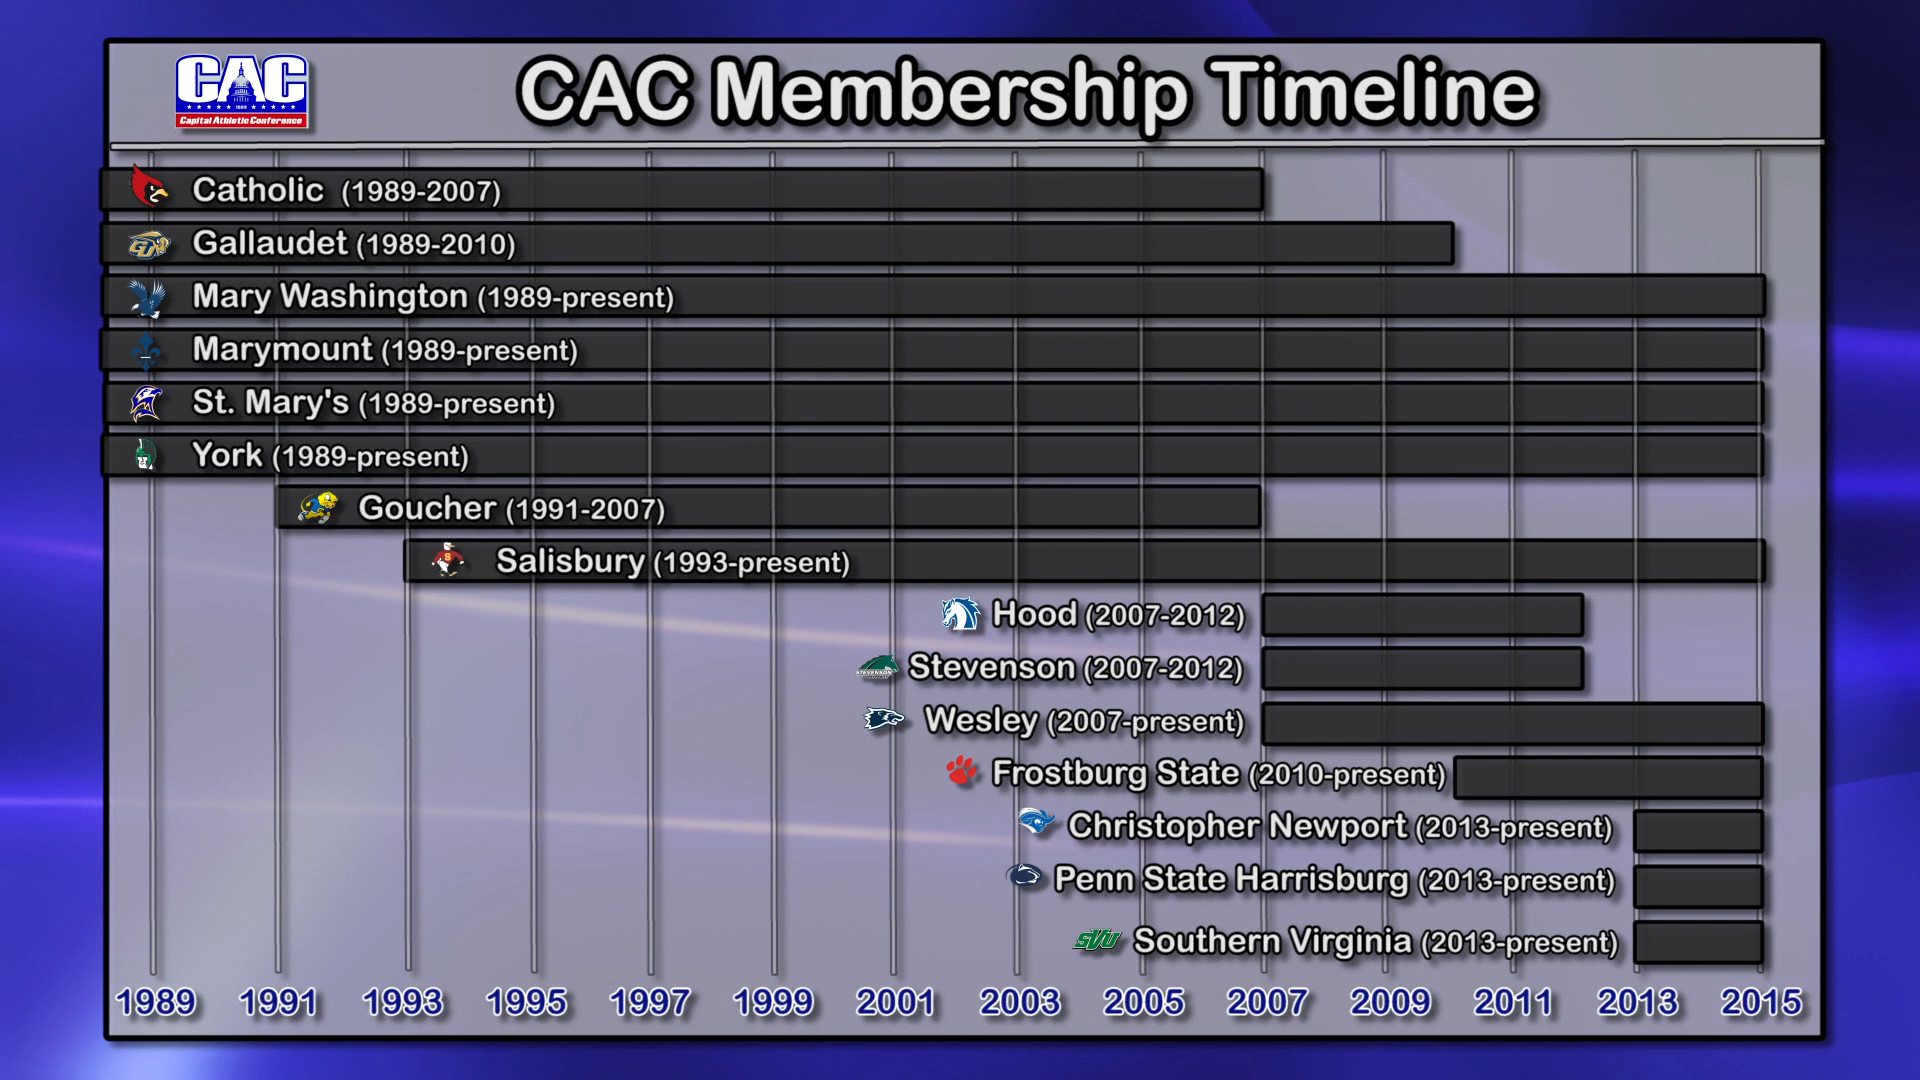 CAC
1989
Capital Athletic Conference
CAC Membership Timeline
Catholic (1989-2007)
GU
Gallaudet (1989-2010)
Mary Washington (1989-present)
Marymount (1989-present)
St. Mary's (1989-present)
York (1989-present)
Goucher (1991-2007)
S
Salisbury (1993-present)
Hood (2007-2012)
STEVENSON
Stevenson (2007-2012)
Wesley (2007-present)
Frostburg State (2010-present)
Christopher Newport (2013-present)
Penn State Harrisburg (2013-present)
SVU
Southern Virginia (2013-present)
1989 1991 1993 1995 1997 1999 2001 2003 2005 2007 2009 2011 2013 2015